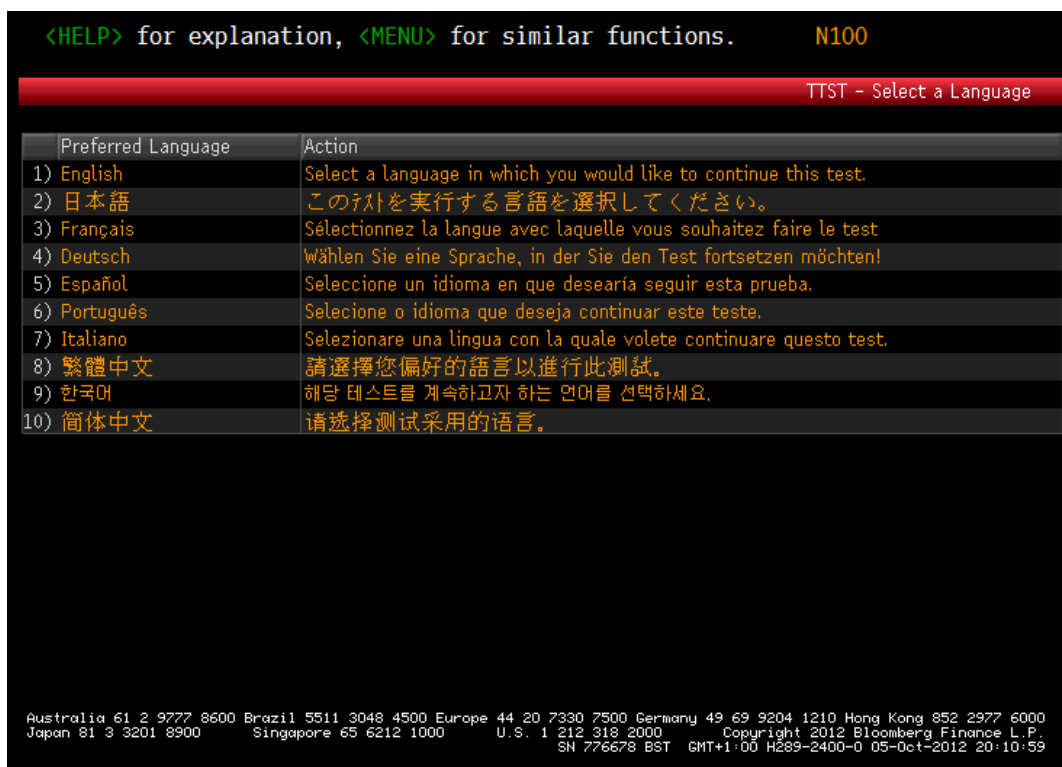 <HELP> for explanation, <MENU> for similar functions. N100
TTST - Select a Language
Preferred Language Action
1) English Select a language in which you would like to continue this test.
2) 日本語 このﾃｽﾄを実行する言語を選択してください。
3) Français Sélectionnez la langue avec laquelle vous souhaitez faire le test
4) Deutsch Wählen Sie eine Sprache, in der Sie den Test fortsetzen möchten!
5) Español Seleccione un idioma en que desearía seguir esta prueba.
6) Português Selecione o idioma que deseja continuar este teste.
7) Italiano Selezionare una lingua con la quale volete continuare questo test.
8) 繁體中文 請選擇您偏好的語言以進行此測試。
9) 한국어 해당 테스트를 계속하고자 하는 언어를 선택하세요.
10) 简体中文 请选择测试采用的语言。
Australia 61 2 9777 8600 Brazil 5511 3048 4500 Europe 44 20 7330 7500 Germany 49 69 9204 1210 Hong Kong 852 2977 6000
Japan 81 3 3201 8900 Singapore 65 6212 1000 U.S. 1 212 318 2000 Copyright 2012 Bloomberg Finance L.P.
SN 776678 BST GMT+1:00 H289-2400-0 05-Oct-2012 20:10:59